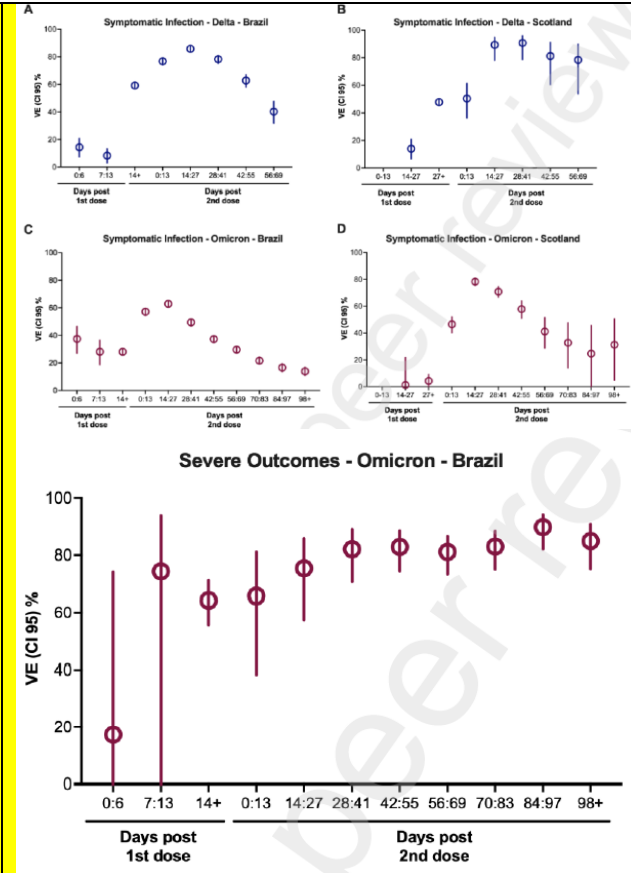 A
Symptomatic Infection - Delta - Brazil
VE (CI 95) %
100
80
60
40
20
0
0:6 7:13 14+ 0:13 14:27 28:41 42:55 56:69
Days post
1st dose
Days post
2nd dose
B
Symptomatic Infection - Delta - Scotland
VE (CI 95) %
100
80
60
40
20
0
0-13 14-27 27+ 0:13 14:27 28:41 42:55 56:69
Days post
1st dose
Days post
2nd dose
C
Symptomatic Infection - Omicron - Brazil
VE (CI 95) %
100
80
60
40
20
0
0:6 7:13 14+ 0:13 14:27 28:41 42:55 56:69 70:83 84:97 98+
Days post
1st dose
Days post
2nd dose
D
Symptomatic Infection - Omicron - Scotland
VE (CI 95) %
100
80
60
40
20
0
0-13 14-27 27+ 0:13 14:27 28:41 42:55 56:69 70:83 84:97 98+
Days post
1st dose
Days post
2nd dose
Severe Outcomes - Omicron - Brazil
VE (CI 95) %
100
80
60
40
20
0
0:6 7:13 14+ 0:13 14:27 28:41 42:55 56:69 70:83 84:97 98+
Days post
1st dose
Days post
2nd dose
peer review
peer re